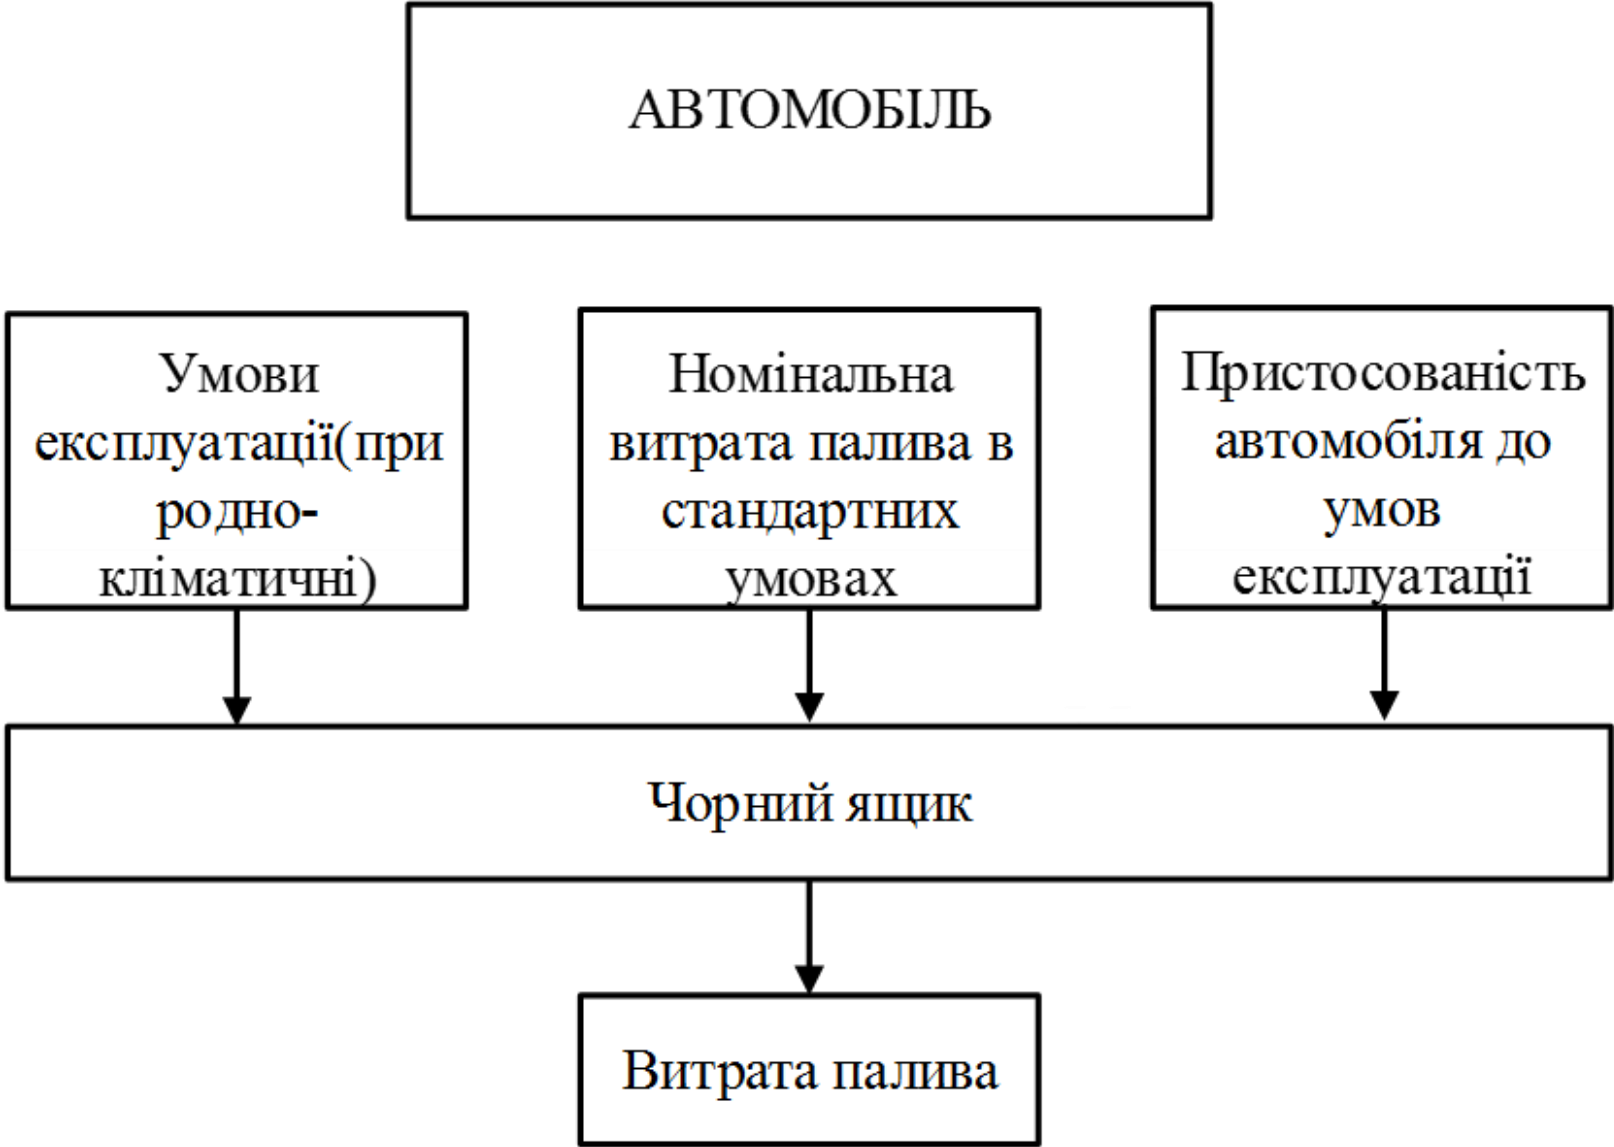 АВТОМОБІЛЬ
Умови
експлуатації(при
родно-
кліматичні)
Номінальна
витрата палива в
стандартних
умовах
Пристосованість
автомобіля до
умов
експлуатації
Чорний ящик
Витрата палива